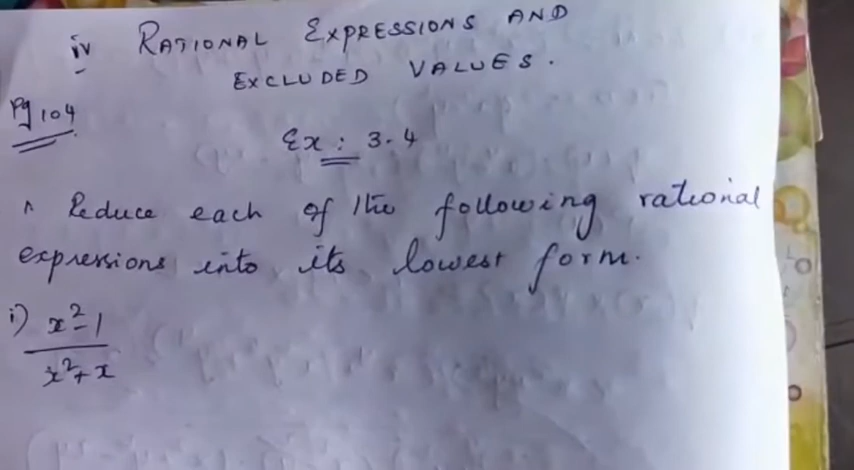 iv RATIONAL EXPRESSIONS AND
EXCLUDED VALUES.
Pg 104
Ex: 3.4
1. Reduce each of the following rational
expressions into its lowest form.
i) x²-1
x²+x